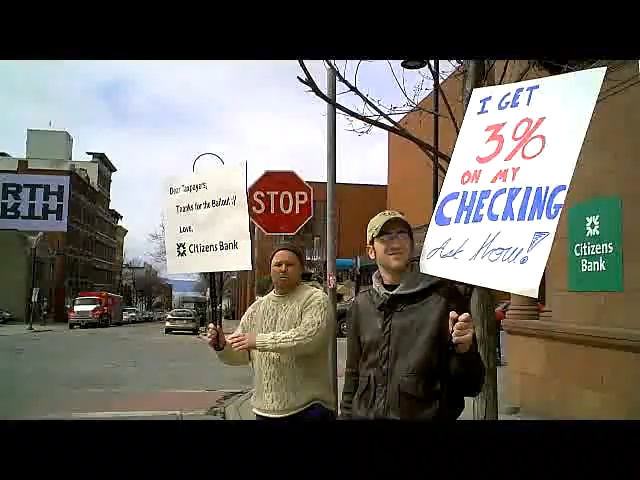 RTH
Dear Taxpayers,
Thanks for the Bailout :/
Love,
Citizens Bank
STOP
I GET
3%
ON MY
CHECKING
Ask How!
Citizens
Bank